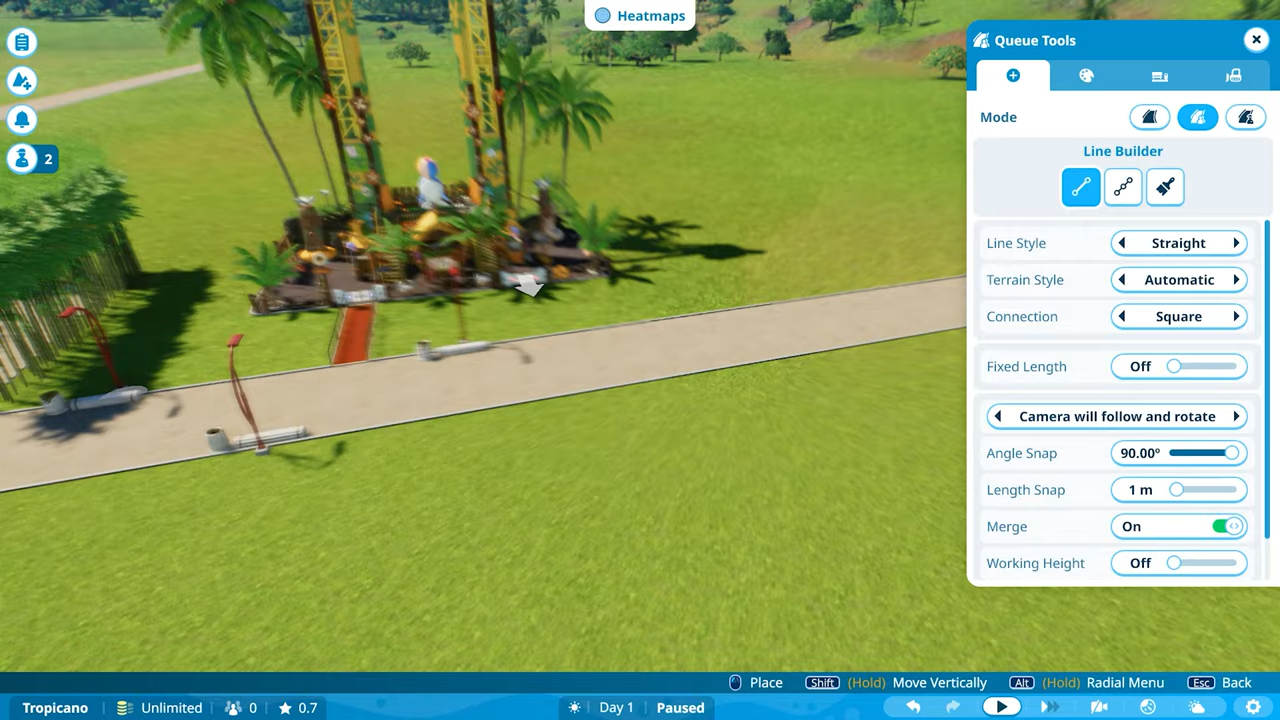 Heatmaps
Queue Tools
2
Mode
Line Builder
Line Style Straight
Terrain Style Automatic
Connection Square
Fixed Length Off
Camera will follow and rotate
Angle Snap 90.00°
Length Snap 1 m
Merge On
Working Height Off
Place Shift (Hold) Move Vertically Alt (Hold) Radial Menu Esc Back
Tropicano Unlimited 0 0.7 Day 1 Paused